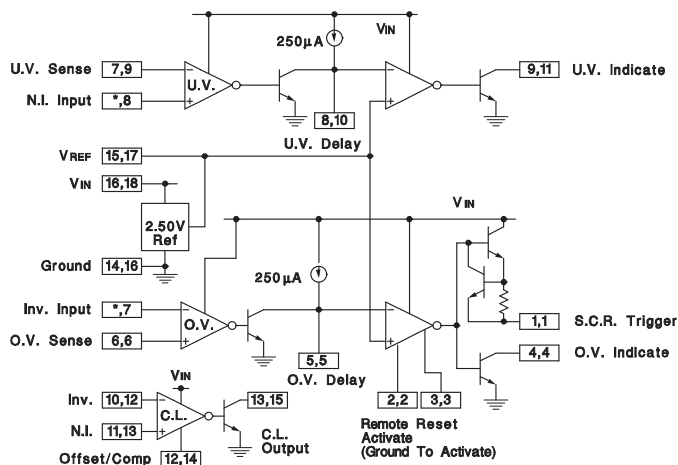 VIN
250µA
U.V. Sense 7,9 − U.V. − 9,11 U.V. Indicate
N.I. Input *,8 + +
8,10
U.V. Delay
VREF 15,17
VIN 16,18
2.50V
Ref
VIN
Ground 14,16
250µA
Inv. Input *,7 − O.V. −
1,1 S.C.R. Trigger
O.V. Sense 6,6 + +
5,5
O.V. Delay
4,4 O.V. Indicate
VIN
2,2 3,3
Inv. 10,12 − C.L. 13,15
Remote Reset
Activate
(Ground To Activate)
N.I. 11,13 +
C.L.
Output
Offset/Comp 12,14